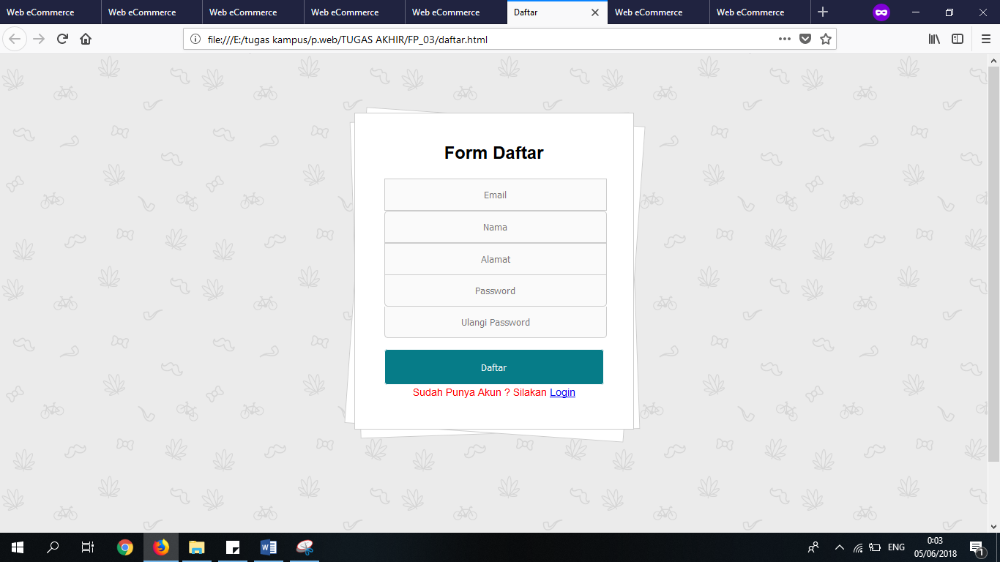 Web eCommerce Web eCommerce Web eCommerce Web eCommerce Web eCommerce Daftar Web eCommerce Web eCommerce
file:///E:/tugas kampus/p.web/TUGAS AKHIR/FP_03/daftar.html
Form Daftar
Email
Nama
Alamat
Password
Ulangi Password
Daftar
Sudah Punya Akun ? Silakan Login
ENG
0:03
05/06/2018
1